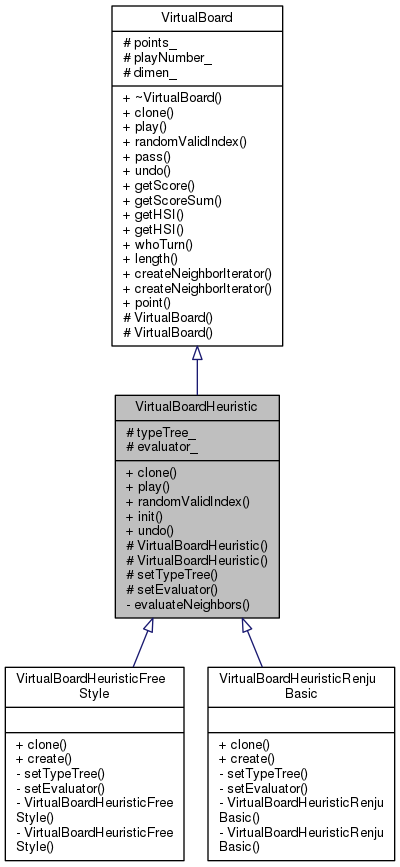 VirtualBoard
# points_
# playNumber_
# dimen_
+ ~VirtualBoard()
+ clone()
+ play()
+ randomValidIndex()
+ pass()
+ undo()
+ getScore()
+ getScoreSum()
+ getHSI()
+ getHSI()
+ whoTurn()
+ length()
+ createNeighborIterator()
+ createNeighborIterator()
+ point()
# VirtualBoard()
# VirtualBoard()
VirtualBoardHeuristic
# typeTree_
# evaluator_
+ clone()
+ play()
+ randomValidIndex()
+ init()
+ undo()
# VirtualBoardHeuristic()
# VirtualBoardHeuristic()
# setTypeTree()
# setEvaluator()
- evaluateNeighbors()
VirtualBoardHeuristicFree
Style
+ clone()
+ create()
- setTypeTree()
- setEvaluator()
- VirtualBoardHeuristicFree
Style()
- VirtualBoardHeuristicFree
Style()
VirtualBoardHeuristicRenju
Basic
+ clone()
+ create()
- setTypeTree()
- setEvaluator()
- VirtualBoardHeuristicRenju
Basic()
- VirtualBoardHeuristicRenju
Basic()